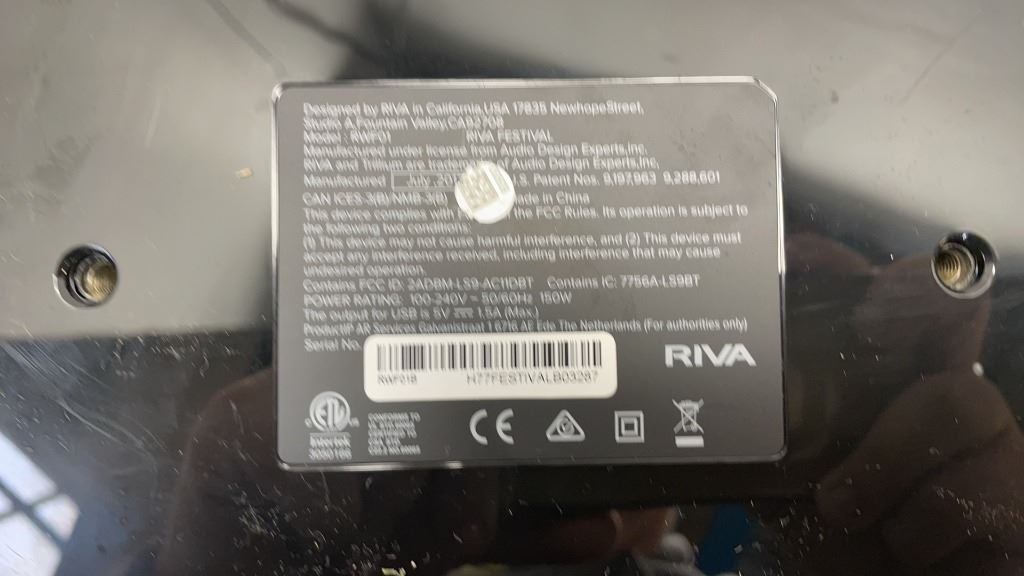 Designed by RIVA in California,USA 17835 NewhopeStreet,
Suite A Fountain Valley,CA92708
Model : RWF01 RIVA FESTIVAL
Manufactured under license from Audio Design Experts,Inc.
RIVA and Trillium are of Audio Design Experts,Inc.
Manufactured July, U.S. Patent Nos. 9,197,963 9,288,601
CAN ICES-3(B)/NMB-3(B) Made in China
This device complies with the FCC Rules. Its operation is subject to
the following two conditions:
(1) This device may not cause harmful interference, and (2) This device must
accept any interference received, including interference that may cause
undesired operation.
Contains FCC ID: 2ADBM-LS9-AC11DBT Contains IC: 7756A-LS9BT
POWER RATING: 100-240V ~ 50/60Hz 150W
The output for USB is 5V ⎓ 1.5A (Max.)
ProductIP AR Services Galvanistraat 1 6716 AE Ede The Netherlands (For authorities only)
Serial No.
RWF01B H77FESTIVALB03287
RIVA
ETL
CONFORMS TO
Intertek
CE